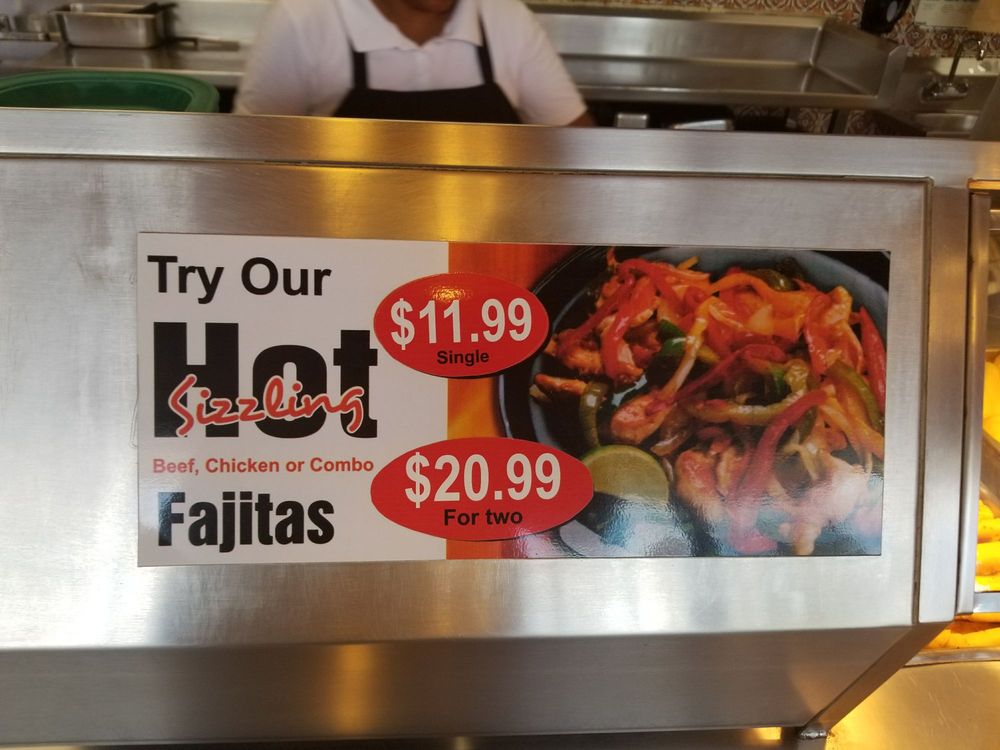 Try Our
Hot
Sizzling
Beef, Chicken or Combo
Fajitas
$11.99
Single
$20.99
For two